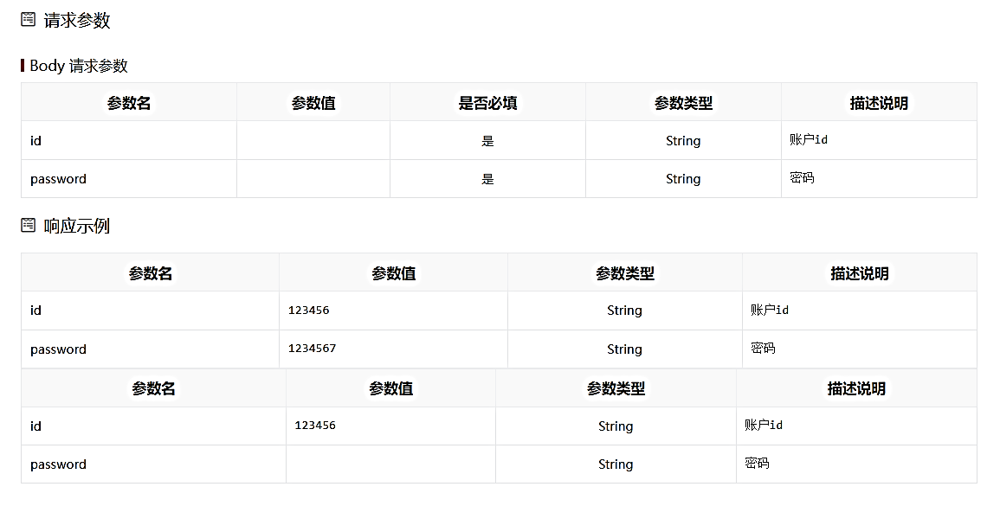 请求参数
Body 请求参数
参数名 参数值 是否必填 参数类型 描述说明
id 是 String 账户id
password 是 String 密码
响应示例
参数名 参数值 参数类型 描述说明
id 123456 String 账户id
password 1234567 String 密码
参数名 参数值 参数类型 描述说明
id 123456 String 账户id
password String 密码